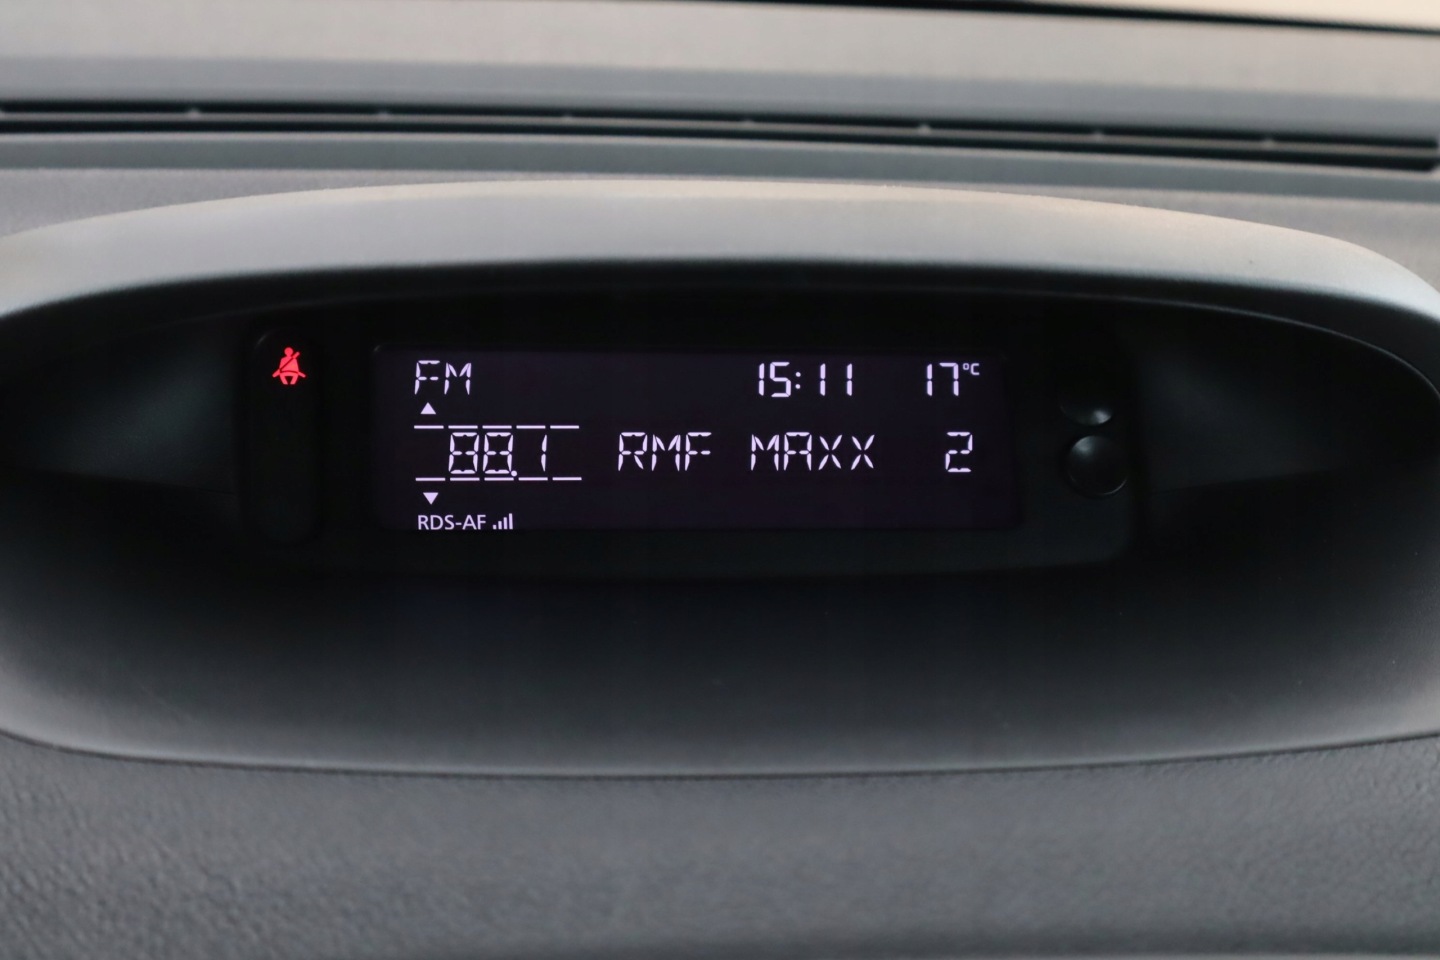 FM 15:11 17°C
88.1 RMF MAXX 2
RDS-AF